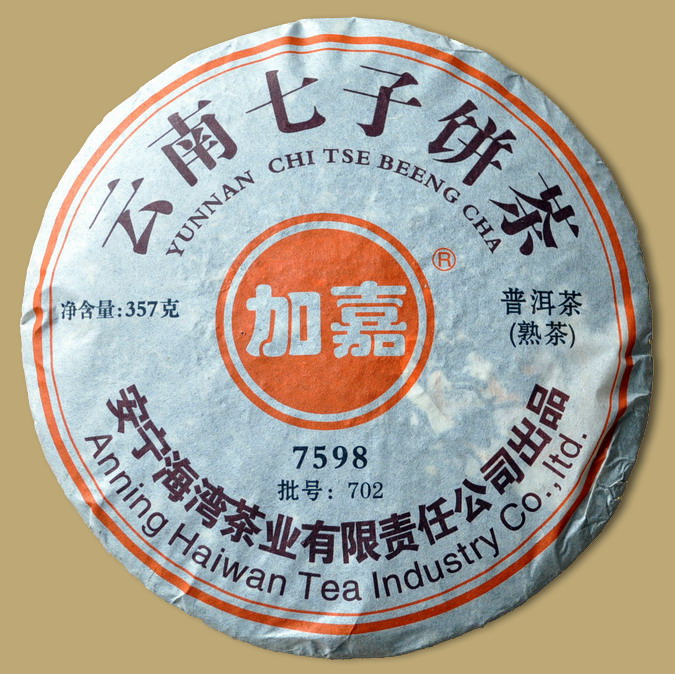 云南七子饼茶
YUNNAN CHI TSE BEENG CHA
加嘉
®
净含量:357克
普洱茶
(熟茶)
7598
批号: 702
安宁海湾茶业有限责任公司出品
Anning Haiwan Tea Industry Co.,ltd.